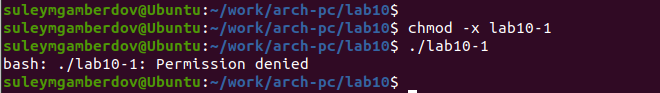 suleymgamberdov@Ubuntu:~/work/arch-pc/lab10$
suleymgamberdov@Ubuntu:~/work/arch-pc/lab10$ chmod -x lab10-1
suleymgamberdov@Ubuntu:~/work/arch-pc/lab10$ ./lab10-1
bash: ./lab10-1: Permission denied
suleymgamberdov@Ubuntu:~/work/arch-pc/lab10$